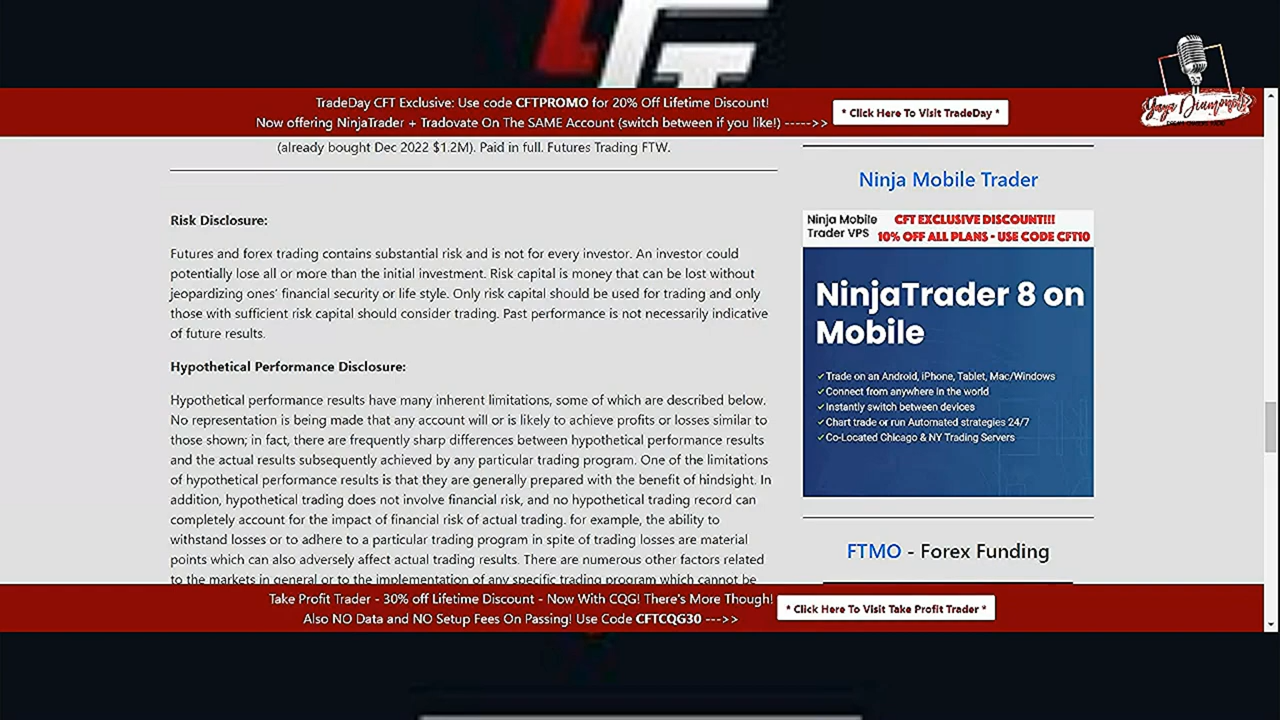 TradeDay CFT Exclusive: Use code CFTPROMO for 20% Off Lifetime Discount!
Now offering NinjaTrader + Tradovate On The SAME Account (switch between if you like!) ----->>
* Click Here To Visit TradeDay *
(already bought Dec 2022 $1.2M). Paid in full. Futures Trading FTW.
Risk Disclosure:
Futures and forex trading contains substantial risk and is not for every investor. An investor could
potentially lose all or more than the initial investment. Risk capital is money that can be lost without
jeopardizing ones’ financial security or life style. Only risk capital should be used for trading and only
those with sufficient risk capital should consider trading. Past performance is not necessarily indicative
of future results.
Hypothetical Performance Disclosure:
Hypothetical performance results have many inherent limitations, some of which are described below.
No representation is being made that any account will or is likely to achieve profits or losses similar to
those shown; in fact, there are frequently sharp differences between hypothetical performance results
and the actual results subsequently achieved by any particular trading program. One of the limitations
of hypothetical performance results is that they are generally prepared with the benefit of hindsight. In
addition, hypothetical trading does not involve financial risk, and no hypothetical trading record can
completely account for the impact of financial risk of actual trading. for example, the ability to
withstand losses or to adhere to a particular trading program in spite of trading losses are material
points which can also adversely affect actual trading results. There are numerous other factors related
to the markets in general or to the implementation of any specific trading program which cannot be
Ninja Mobile Trader
Ninja Mobile
Trader VPS
CFT EXCLUSIVE DISCOUNT!!!
10% OFF ALL PLANS - USE CODE CFT10
NinjaTrader 8 on
Mobile
✓Trade on an Android, iPhone, Tablet, Mac/Windows
✓Connect from anywhere in the world
✓Instantly switch between devices
✓Chart trade or run Automated strategies 24/7
✓Co-Located Chicago & NY Trading Servers
FTMO - Forex Funding
Take Profit Trader - 30% off Lifetime Discount - Now With CQG! There's More Though!
Also NO Data and NO Setup Fees On Passing! Use Code CFTCQG30 --->>
* Click Here To Visit Take Profit Trader *